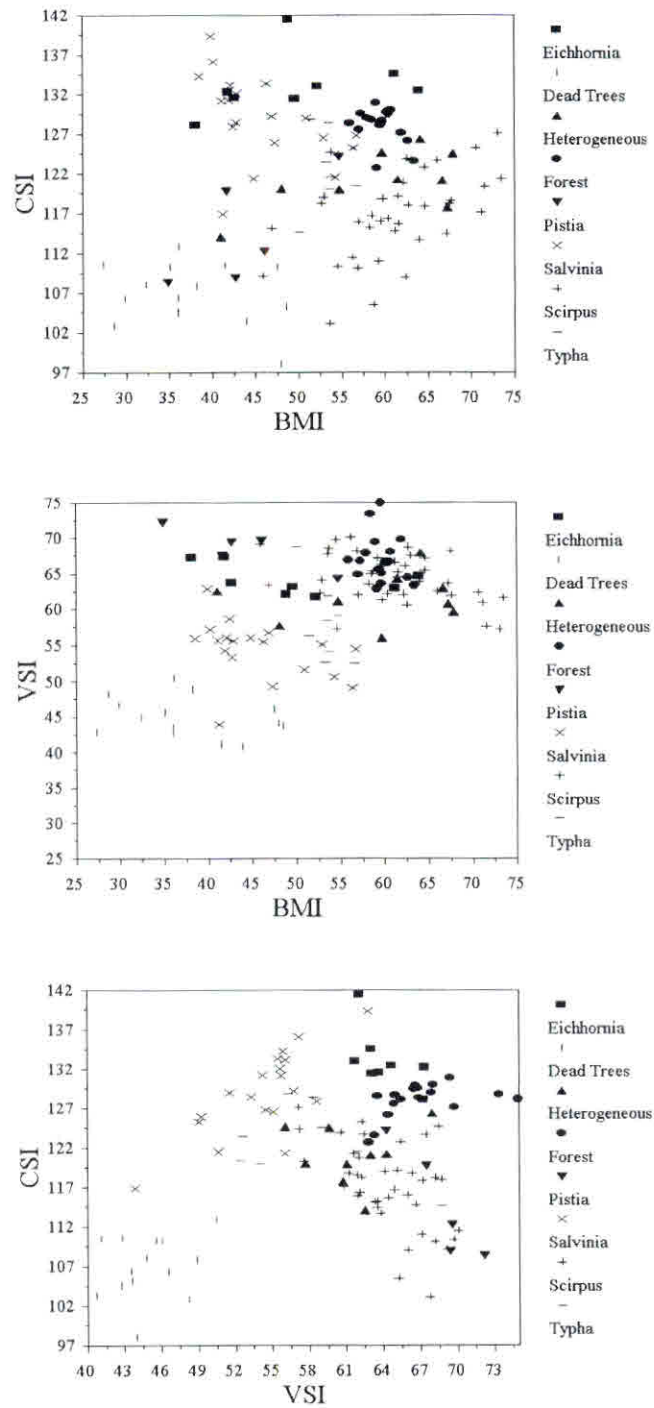 142
137
132
127
122
117
112
107
102
97
CSI
25 30 35 40 45 50 55 60 65 70 75
BMI
Eichhornia
Dead Trees
Heterogeneous
Forest
Pistia
Salvinia
Scirpus
Typha
75
70
65
60
55
50
45
40
35
30
25
VSI
25 30 35 40 45 50 55 60 65 70 75
BMI
Eichhornia
Dead Trees
Heterogeneous
Forest
Pistia
Salvinia
Scirpus
Typha
142
137
132
127
122
117
112
107
102
97
CSI
40 43 46 49 52 55 58 61 64 67 70 73
VSI
Eichhornia
Dead Trees
Heterogeneous
Forest
Pistia
Salvinia
Scirpus
Typha